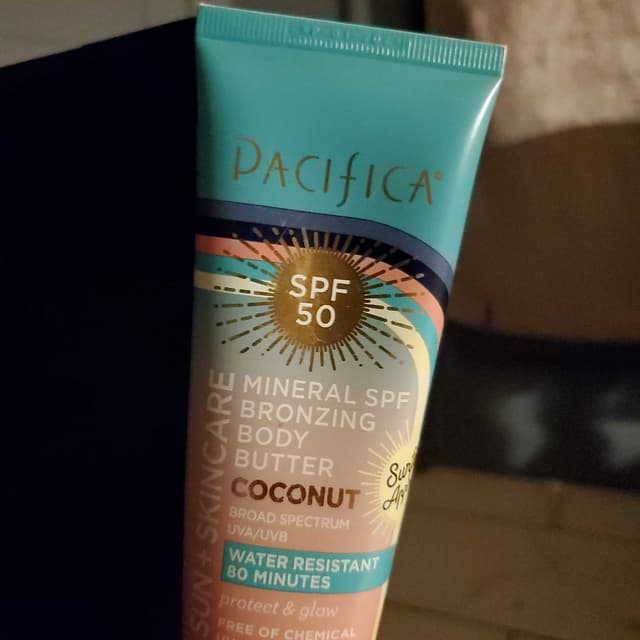 PACIFICA®
SPF
50
MINERAL SPF
BRONZING
BODY
BUTTER
COCONUT
BROAD SPECTRUM
UVA/UVB
WATER RESISTANT
80 MINUTES
protect & glow
FREE OF CHEMICAL
SUN + SKINCARE